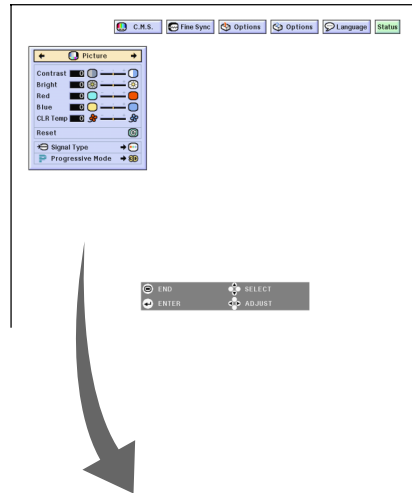 C.M.S. Fine Sync Options Options Language Status
Picture
Contrast 0
Bright 0
Red 0
Blue 0
CLR Temp 0
Reset
Signal Type
P Progressive Mode
END SELECT
ENTER ADJUST